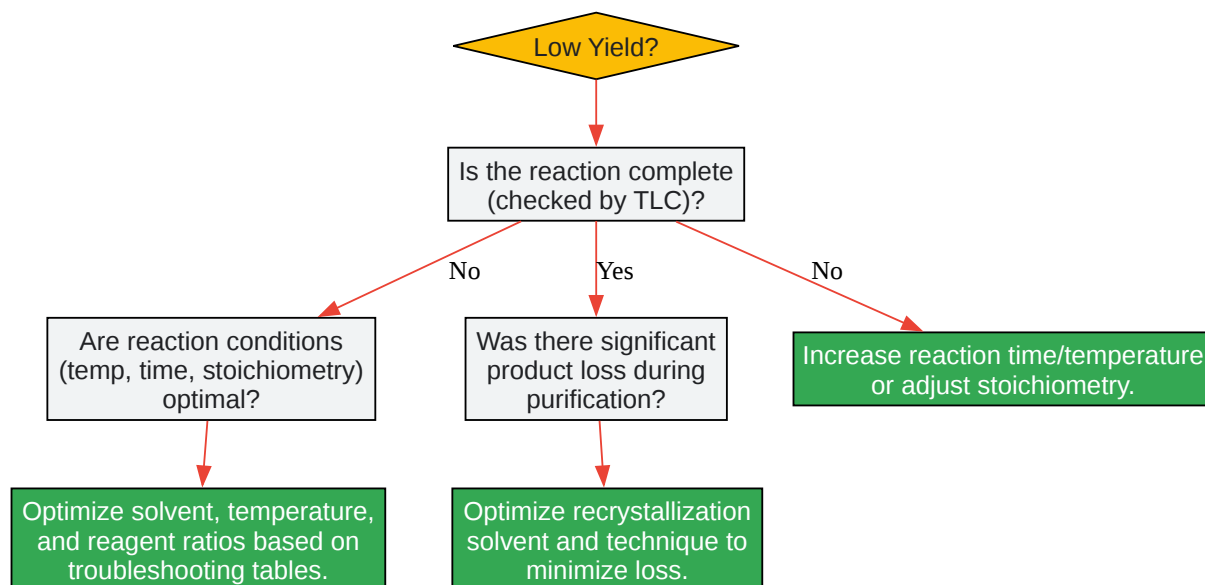 Low Yield?
Is the reaction complete
(checked by TLC)?
No
Yes
No
Are reaction conditions
(temp, time, stoichiometry)
optimal?
Was there significant
product loss during
purification?
Increase reaction time/temperature
or adjust stoichiometry.
Optimize solvent, temperature,
and reagent ratios based on
troubleshooting tables.
Optimize recrystallization
solvent and technique to
minimize loss.